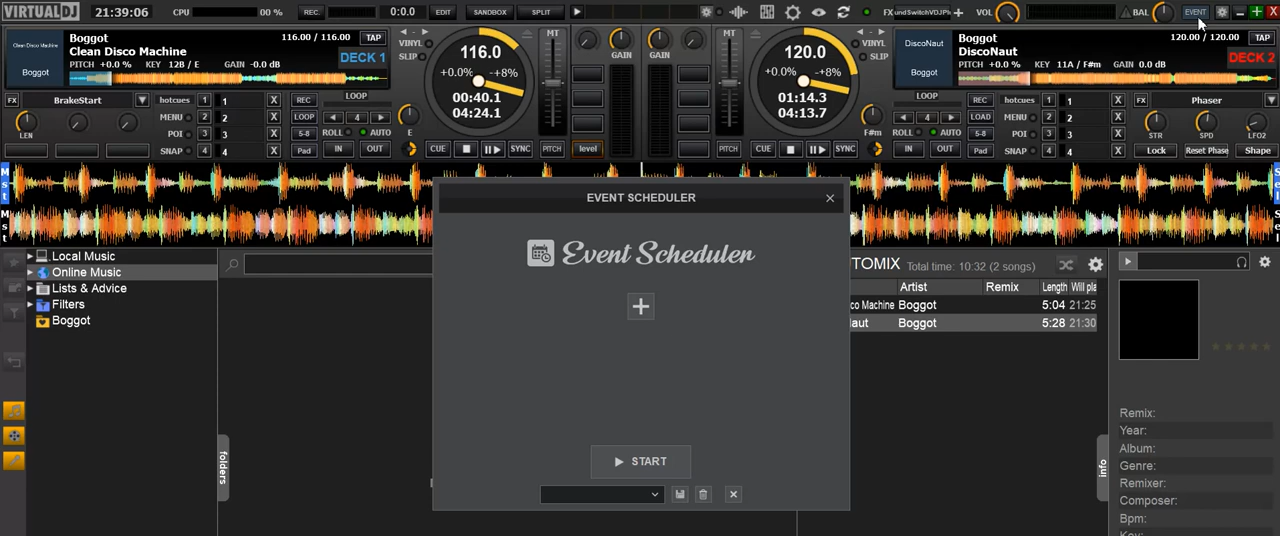 VIRTUALDJ 21:39:06 CPU 00 % REC. 0:0.0 EDIT SANDBOX SPLIT FX undSwitchVDJPl VOL BAL EVENT
Boggot 116.00 / 116.00 TAP
Clean Disco Machine DECK 1
PITCH +0.0 % KEY 12B / E GAIN -0.0 dB
Clean Disco Machine
Boggot
VINYL
SLIP
116.0
+0.0% +8%
00:40.1
04:24.1
MT
GAIN GAIN
MT
120.0
+0.0% +8%
01:14.3
04:13.7
VINYL
SLIP
DiscoNaut
Boggot
Boggot 120.00 / 120.00 TAP
DiscoNaut DECK 2
PITCH +0.0 % KEY 11A / F#m GAIN 0.0 dB
FX BrakeStart hotcues 1 1 X REC LOOP
MENU 2 2 X LOOP 4
POI 3 3 X 5-8 ROLL AUTO E
SNAP 4 4 X Pad IN OUT
LEN
CUE SYNC PITCH level
PITCH CUE SYNC
LOOP REC hotcues 1 1 X FX Phaser
4 LOAD MENU 2 2 X
ROLL AUTO F#m 5-8 POI 3 3 X STR SPD LFO2
IN OUT Pad SNAP 4 4 X Lock Reset Phase Shape
Mst
Mst
Sel
Sel
Local Music
Online Music
Lists & Advice
Filters
Boggot
folders
EVENT SCHEDULER
Event Scheduler
+
START
TOMIX Total time: 10:32 (2 songs)
Artist Remix Length Will pla
co Machine Boggot 5:04 21:25
aut Boggot 5:28 21:30
info
Remix:
Year:
Album:
Genre:
Remixer:
Composer:
Bpm:
Key: